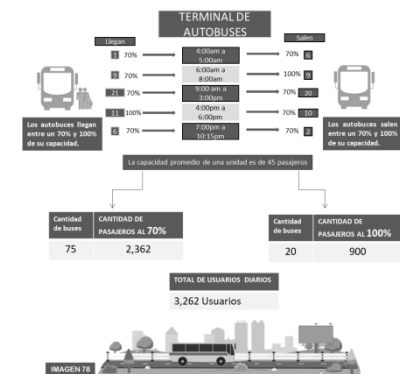 TERMINAL DE
AUTOBUSES
Llegan
Salen
1 70% 4:00am a 5:00am 70% 6
9 70% 6:00am a 8:00am 100% 9
21 70% 9:00 am a 3:00pm 70% 20
11 100% 4:00pm a 6:00pm 70% 10
6 70% 7:00pm a 10:15pm 70% 2
Los autobuces llegan
entre un 70% y 100%
de su capacidad.
Los autobuces salen
entre un 70% y 100%
de su capacidad.
La capacidad promedio de una unidad es de 45 pasajeros
Cantidad
de buses
CANTIDAD DE
PASAJEROS AL 70%
75 2,362
Cantidad
de buses
CANTIDAD DE
PASAJEROS AL 100%
20 900
TOTAL DE USUARIOS DIARIOS
3,262 Usuarios
IMAGEN 78